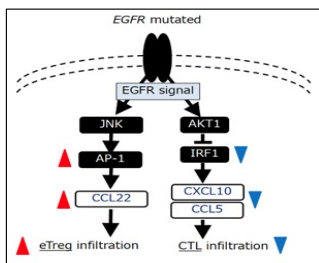 EGFR mutated
EGFR signal
JNK AKT1
AP-1 IRF1
CCL22 CXCL10
CCL5
eTreg infiltration CTL infiltration